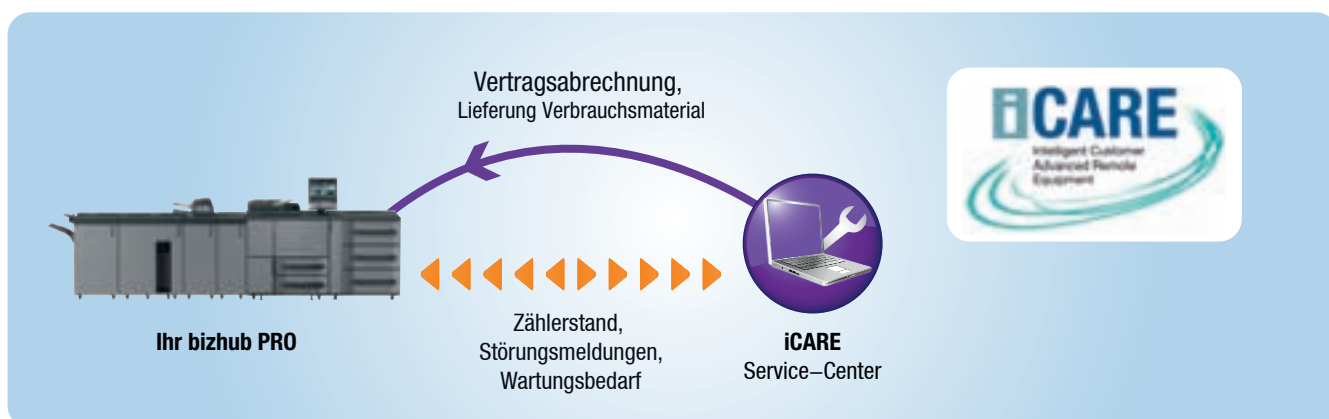 Vertragsabrechnung,
Lieferung Verbrauchsmaterial
iCARE
Intelligent Customer
Advanced Remote
Equipment
Ihr bizhub PRO
Zählerstand,
Störungsmeldungen,
Wartungsbedarf
iCARE
Service–Center